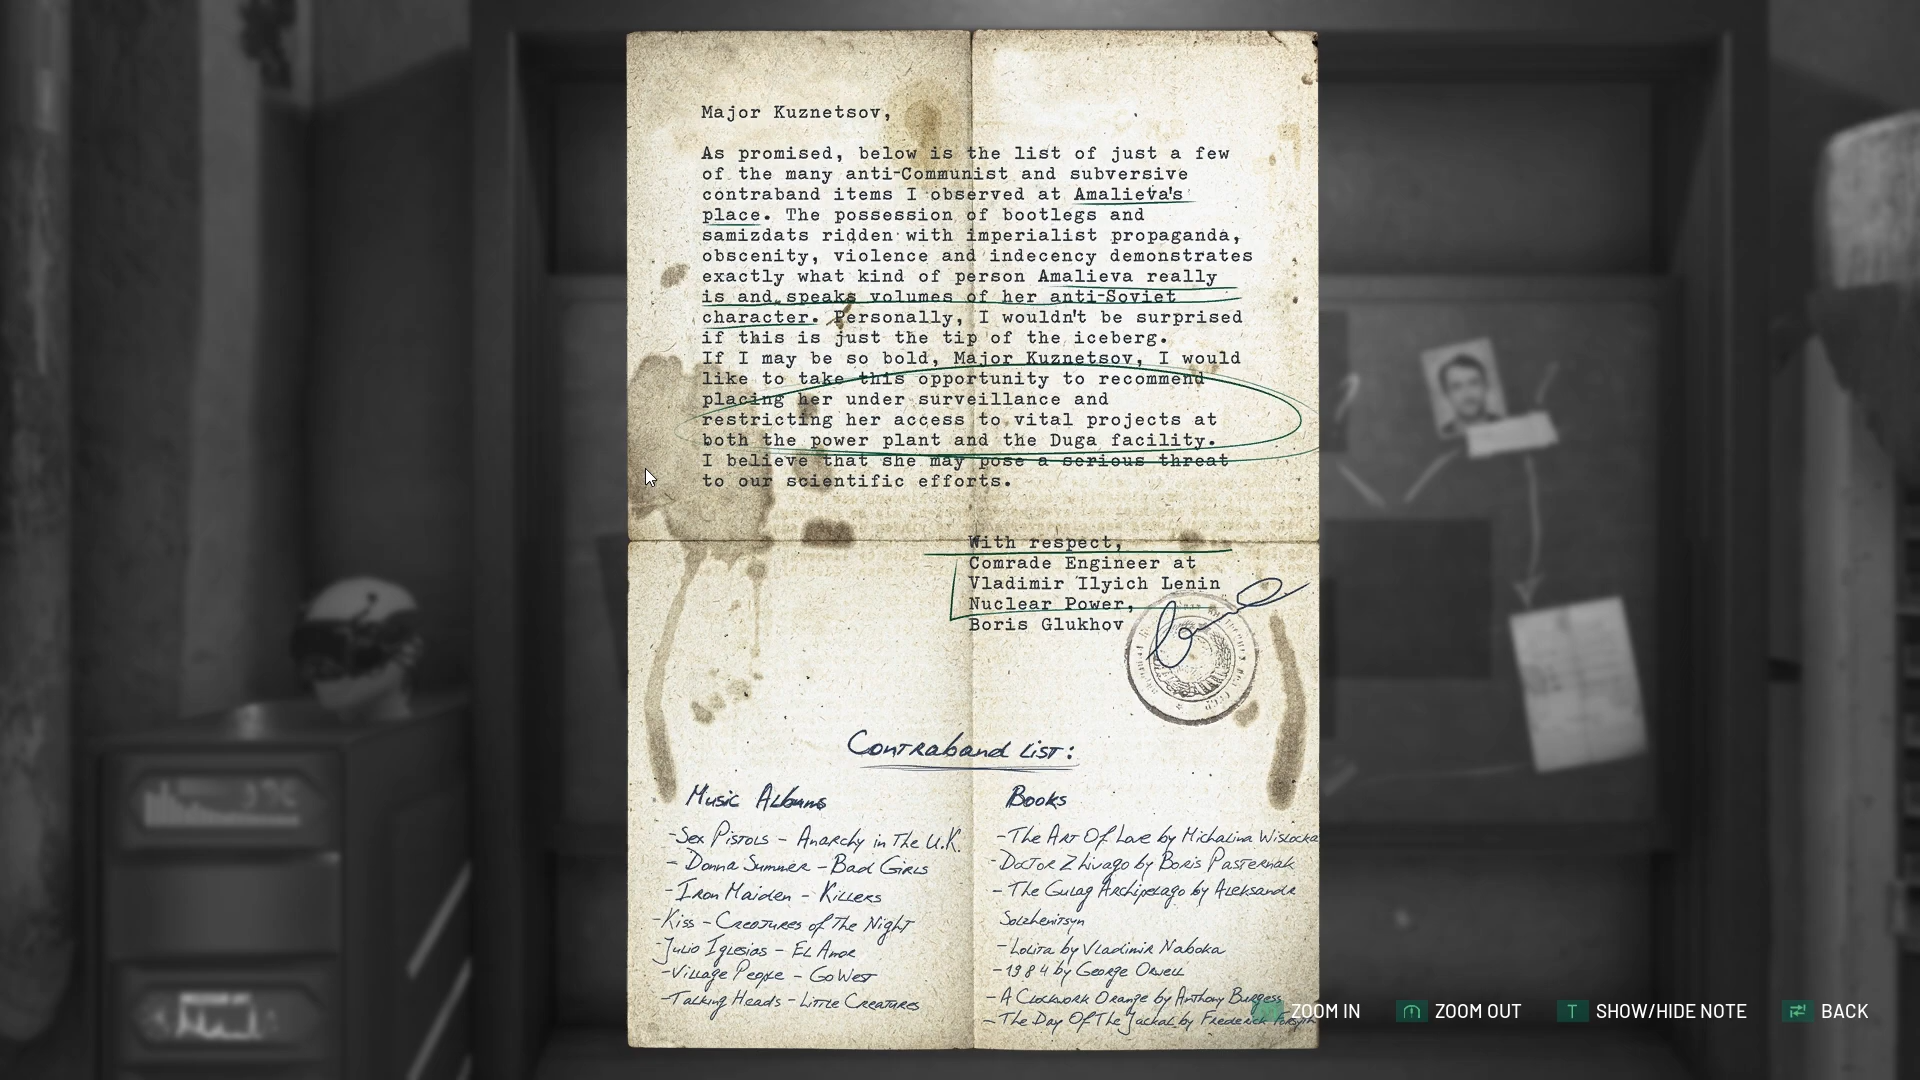 Major Kuznetsov,
As promised, below is the list of just a few
of the many anti-Communist and subversive
contraband items I observed at Amalieva's
place. The possession of bootlegs and
samizdats ridden with imperialist propaganda,
obscenity, violence and indecency demonstrates
exactly what kind of person Amalieva really
is and speaks volumes of her anti-Soviet
character. Personally, I wouldn't be surprised
if this is just the tip of the iceberg.
If I may be so bold, Major Kuznetsov, I would
like to take this opportunity to recommend
placing her under surveillance and
restricting her access to vital projects at
both the power plant and the Duga facility.
I believe that she may pose a serious threat
to our scientific efforts.
With respect,
Comrade Engineer at
Vladimir Ilyich Lenin
Nuclear Power,
Boris Glukhov
Contraband List:
Music Albums
-Sex Pistols - Anarchy in The U.K.
- Donna Summer - Bad Girls
- Iron Maiden - Killers
-Kiss - Creatures of The Night
-Julio Iglesias - El Amor
-Village People - Go West
-Talking Heads - Little Creatures
Books
-The Art Of Love by Michalina Wislocka
-Doctor Zhivago by Boris Pasternak
- The Gulag Archipelago by Aleksandr
Solzhenitsyn
-Lolita by Vladimir Naboka
-1984 by George Orwell
- A Clockwork Orange by Anthony Burgess
- The Day Of The Jackal by Frederick Forsyth
ZOOM IN
ZOOM OUT
T SHOW/HIDE NOTE
BACK